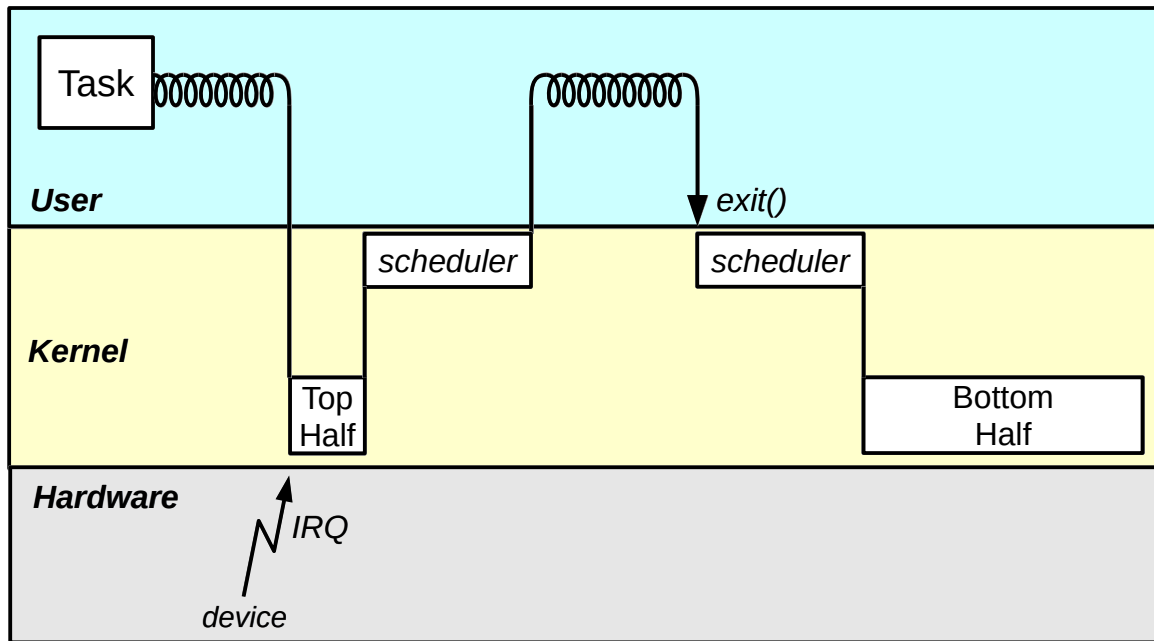 Task
User
exit()
scheduler
scheduler
Kernel
Top
Half
Bottom
Half
Hardware
IRQ
device